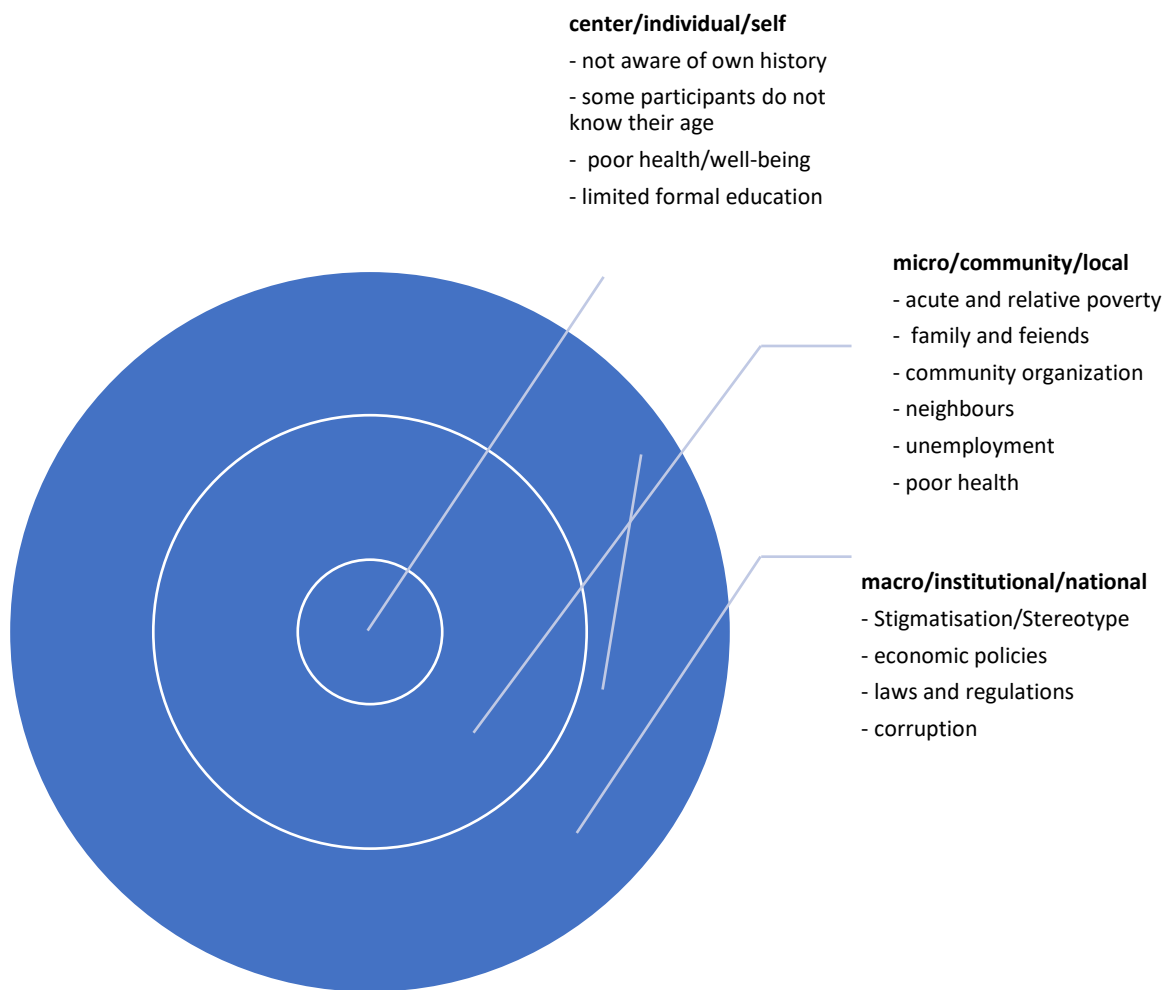 center/individual/self
- not aware of own history
- some participants do not
know their age
-  poor health/well-being
- limited formal education
micro/community/local
- acute and relative poverty
-  family and feiends
- community organization
- neighbours
- unemployment
- poor health
macro/institutional/national
- Stigmatisation/Stereotype
- economic policies
- laws and regulations
- corruption